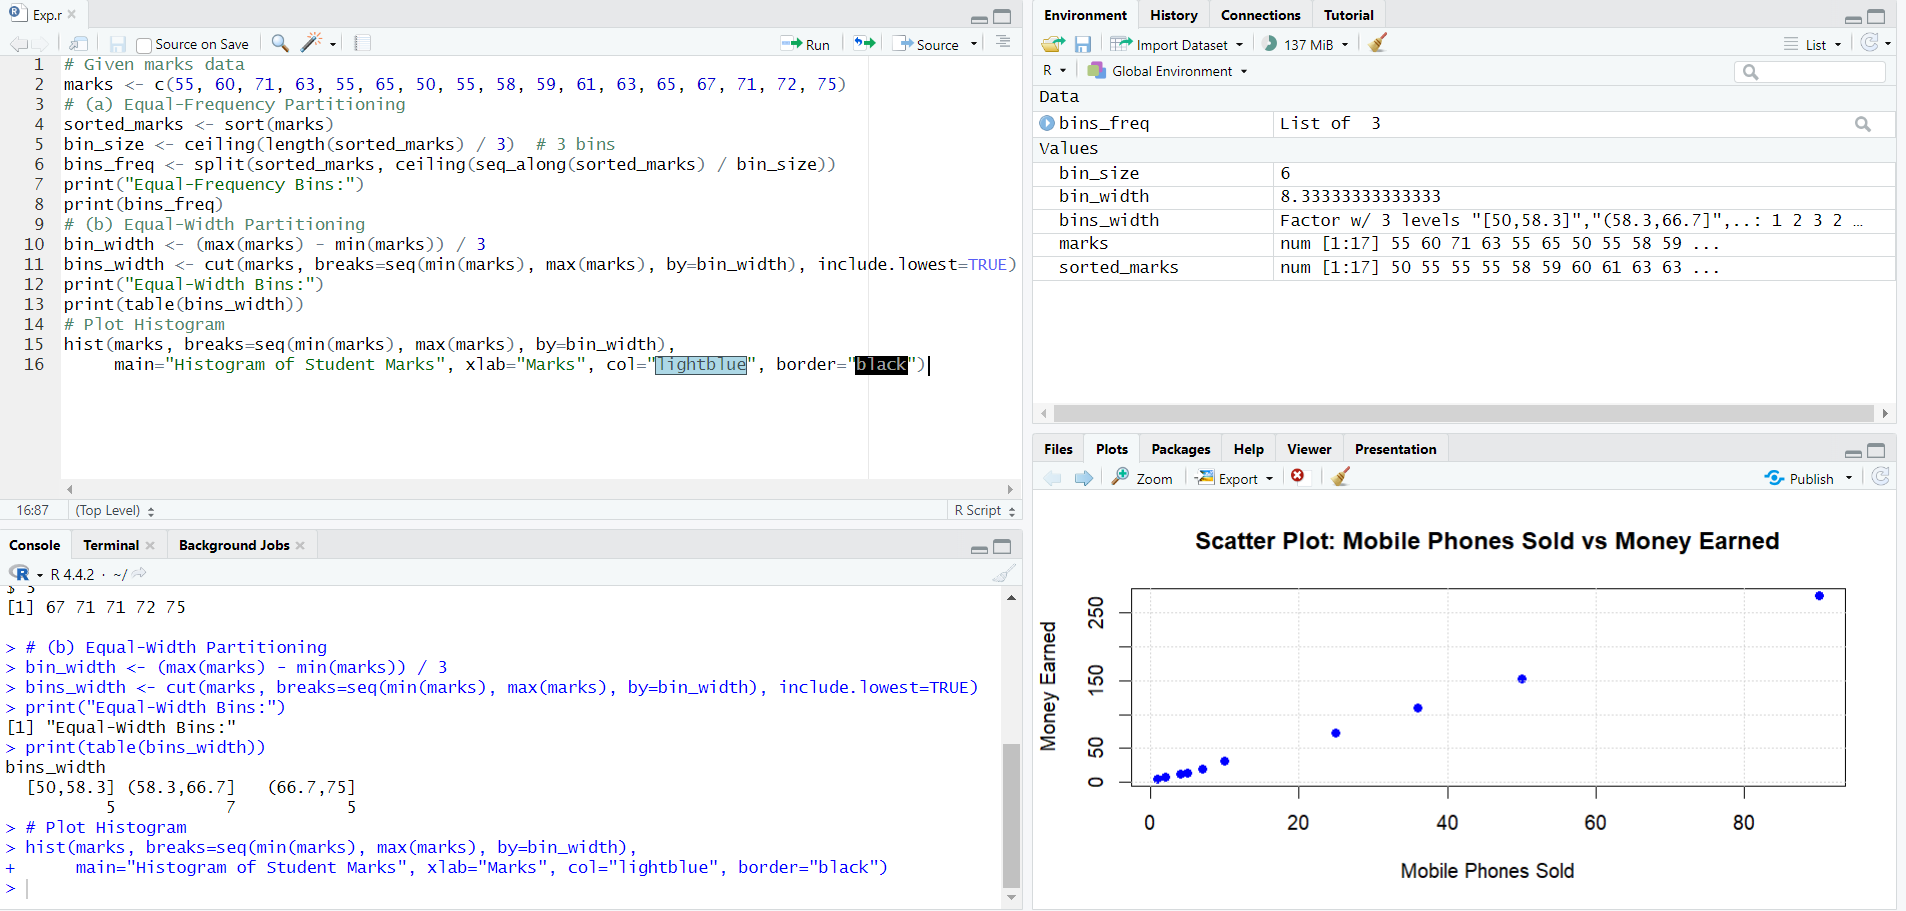 Exp.r
Source on Save
Run
Source
1 # Given marks data
2 marks <- c(55, 60, 71, 63, 55, 65, 50, 55, 58, 59, 61, 63, 65, 67, 71, 72, 75)
3 # (a) Equal-Frequency Partitioning
4 sorted_marks <- sort(marks)
5 bin_size <- ceiling(length(sorted_marks) / 3)  # 3 bins
6 bins_freq <- split(sorted_marks, ceiling(seq_along(sorted_marks) / bin_size))
7 print("Equal-Frequency Bins:")
8 print(bins_freq)
9 # (b) Equal-Width Partitioning
10 bin_width <- (max(marks) - min(marks)) / 3
11 bins_width <- cut(marks, breaks=seq(min(marks), max(marks), by=bin_width), include.lowest=TRUE)
12 print("Equal-Width Bins:")
13 print(table(bins_width))
14 # Plot Histogram
15 hist(marks, breaks=seq(min(marks), max(marks), by=bin_width),
16      main="Histogram of Student Marks", xlab="Marks", col="lightblue", border="black")
16:87 (Top Level) R Script
Console Terminal Background Jobs
R R 4.4.2 · ~/
[1] 67 71 71 72 75
> # (b) Equal-Width Partitioning
> bin_width <- (max(marks) - min(marks)) / 3
> bins_width <- cut(marks, breaks=seq(min(marks), max(marks), by=bin_width), include.lowest=TRUE)
> print("Equal-Width Bins:")
[1] "Equal-Width Bins:"
> print(table(bins_width))
bins_width
[50,58.3] (58.3,66.7]   (66.7,75]
5 7 5
> # Plot Histogram
> hist(marks, breaks=seq(min(marks), max(marks), by=bin_width),
+      main="Histogram of Student Marks", xlab="Marks", col="lightblue", border="black")
>
Environment History Connections Tutorial
Import Dataset 137 MiB List
R Global Environment
Data
bins_freq List of  3
Values
bin_size 6
bin_width 8.33333333333333
bins_width Factor w/ 3 levels "[50,58.3]","(58.3,66.7]",..: 1 2 3 2 …
marks num [1:17] 55 60 71 63 55 65 50 55 58 59 ...
sorted_marks num [1:17] 50 55 55 55 58 59 60 61 63 63 ...
Files Plots Packages Help Viewer Presentation
Zoom Export Publish
Scatter Plot: Mobile Phones Sold vs Money Earned
Money Earned
250
150
50
0
0 20 40 60 80
Mobile Phones Sold